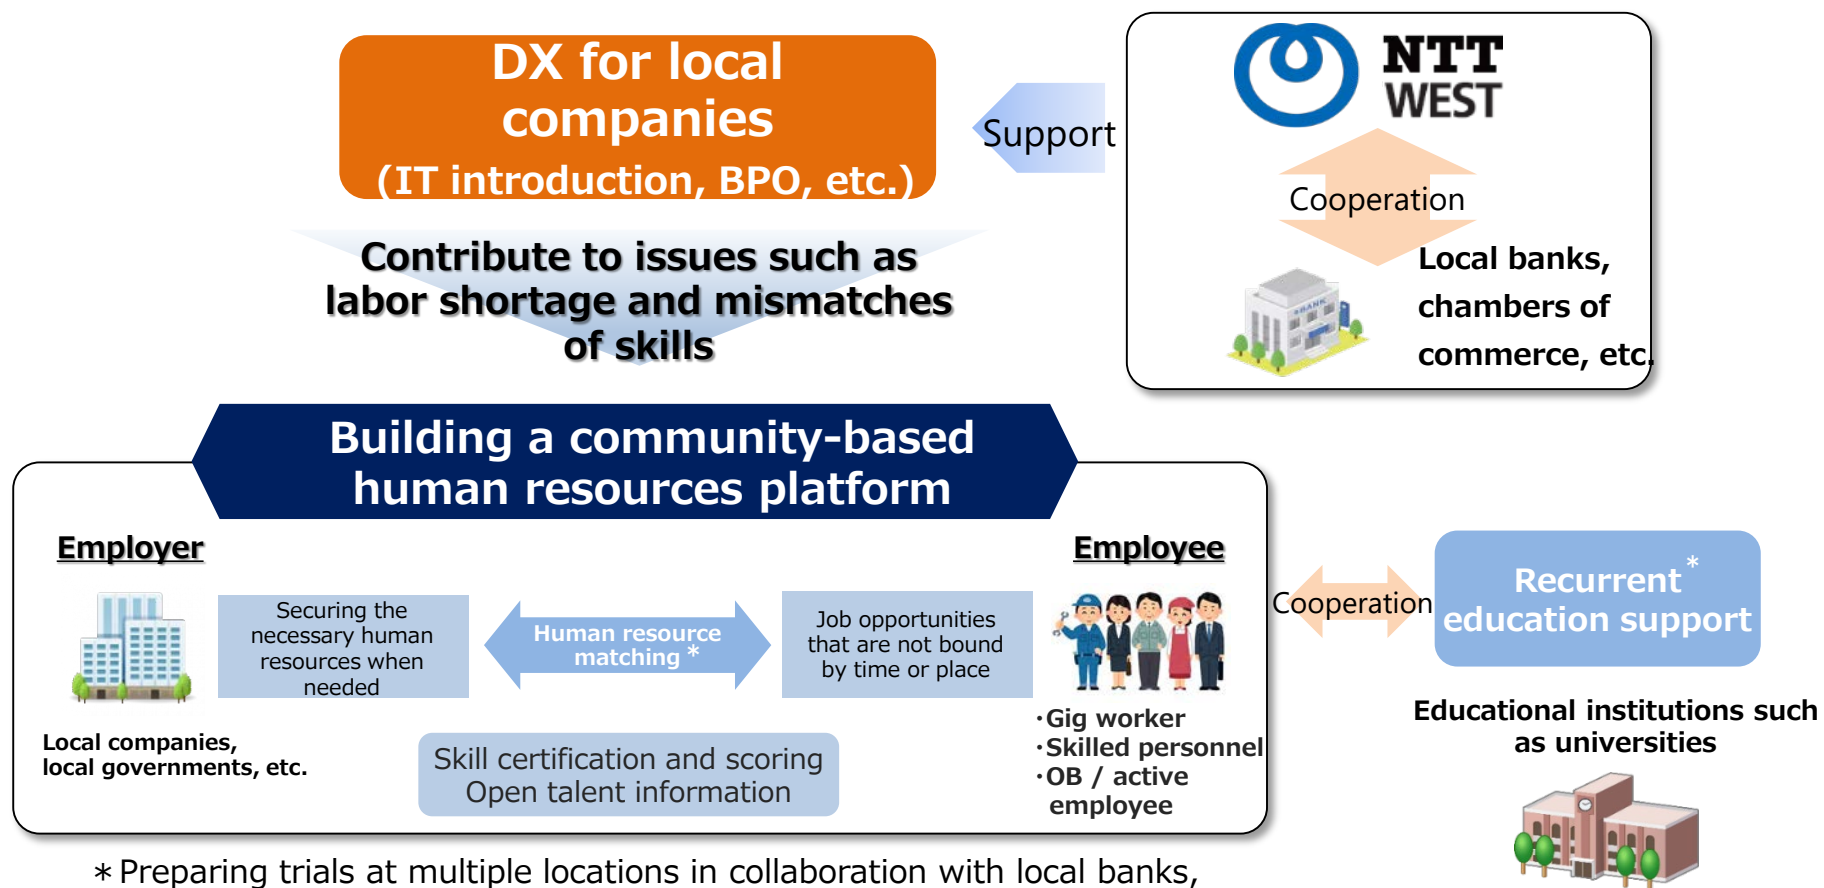 DX for local
companies
(IT introduction, BPO, etc.)
Support
NTT
WEST
Cooperation
BANK
Local banks,
chambers of
commerce, etc.
Contribute to issues such as
labor shortage and mismatches
of skills
Building a community-based
human resources platform
Employer
Securing the
necessary human
resources when
needed
Local companies,
local governments, etc.
Human resource
matching *
Skill certification and scoring
Open talent information
Job opportunities
that are not bound
by time or place
Employee
・Gig worker
・Skilled personnel
・OB / active
employee
Cooperation
Recurrent *
education support
Educational institutions such
as universities
* Preparing trials at multiple locations in collaboration with local banks,